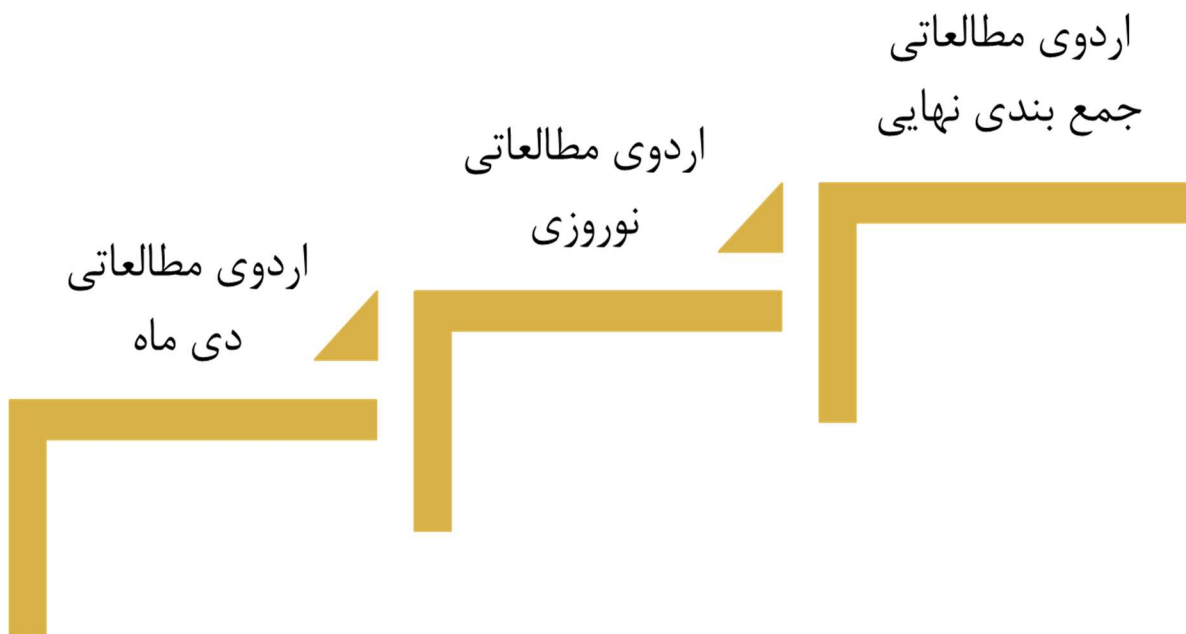 اردوی مطالعاتی
جمع بندی نهایی
اردوی مطالعاتی
نوروزی
اردوی مطالعاتی
دی ماه